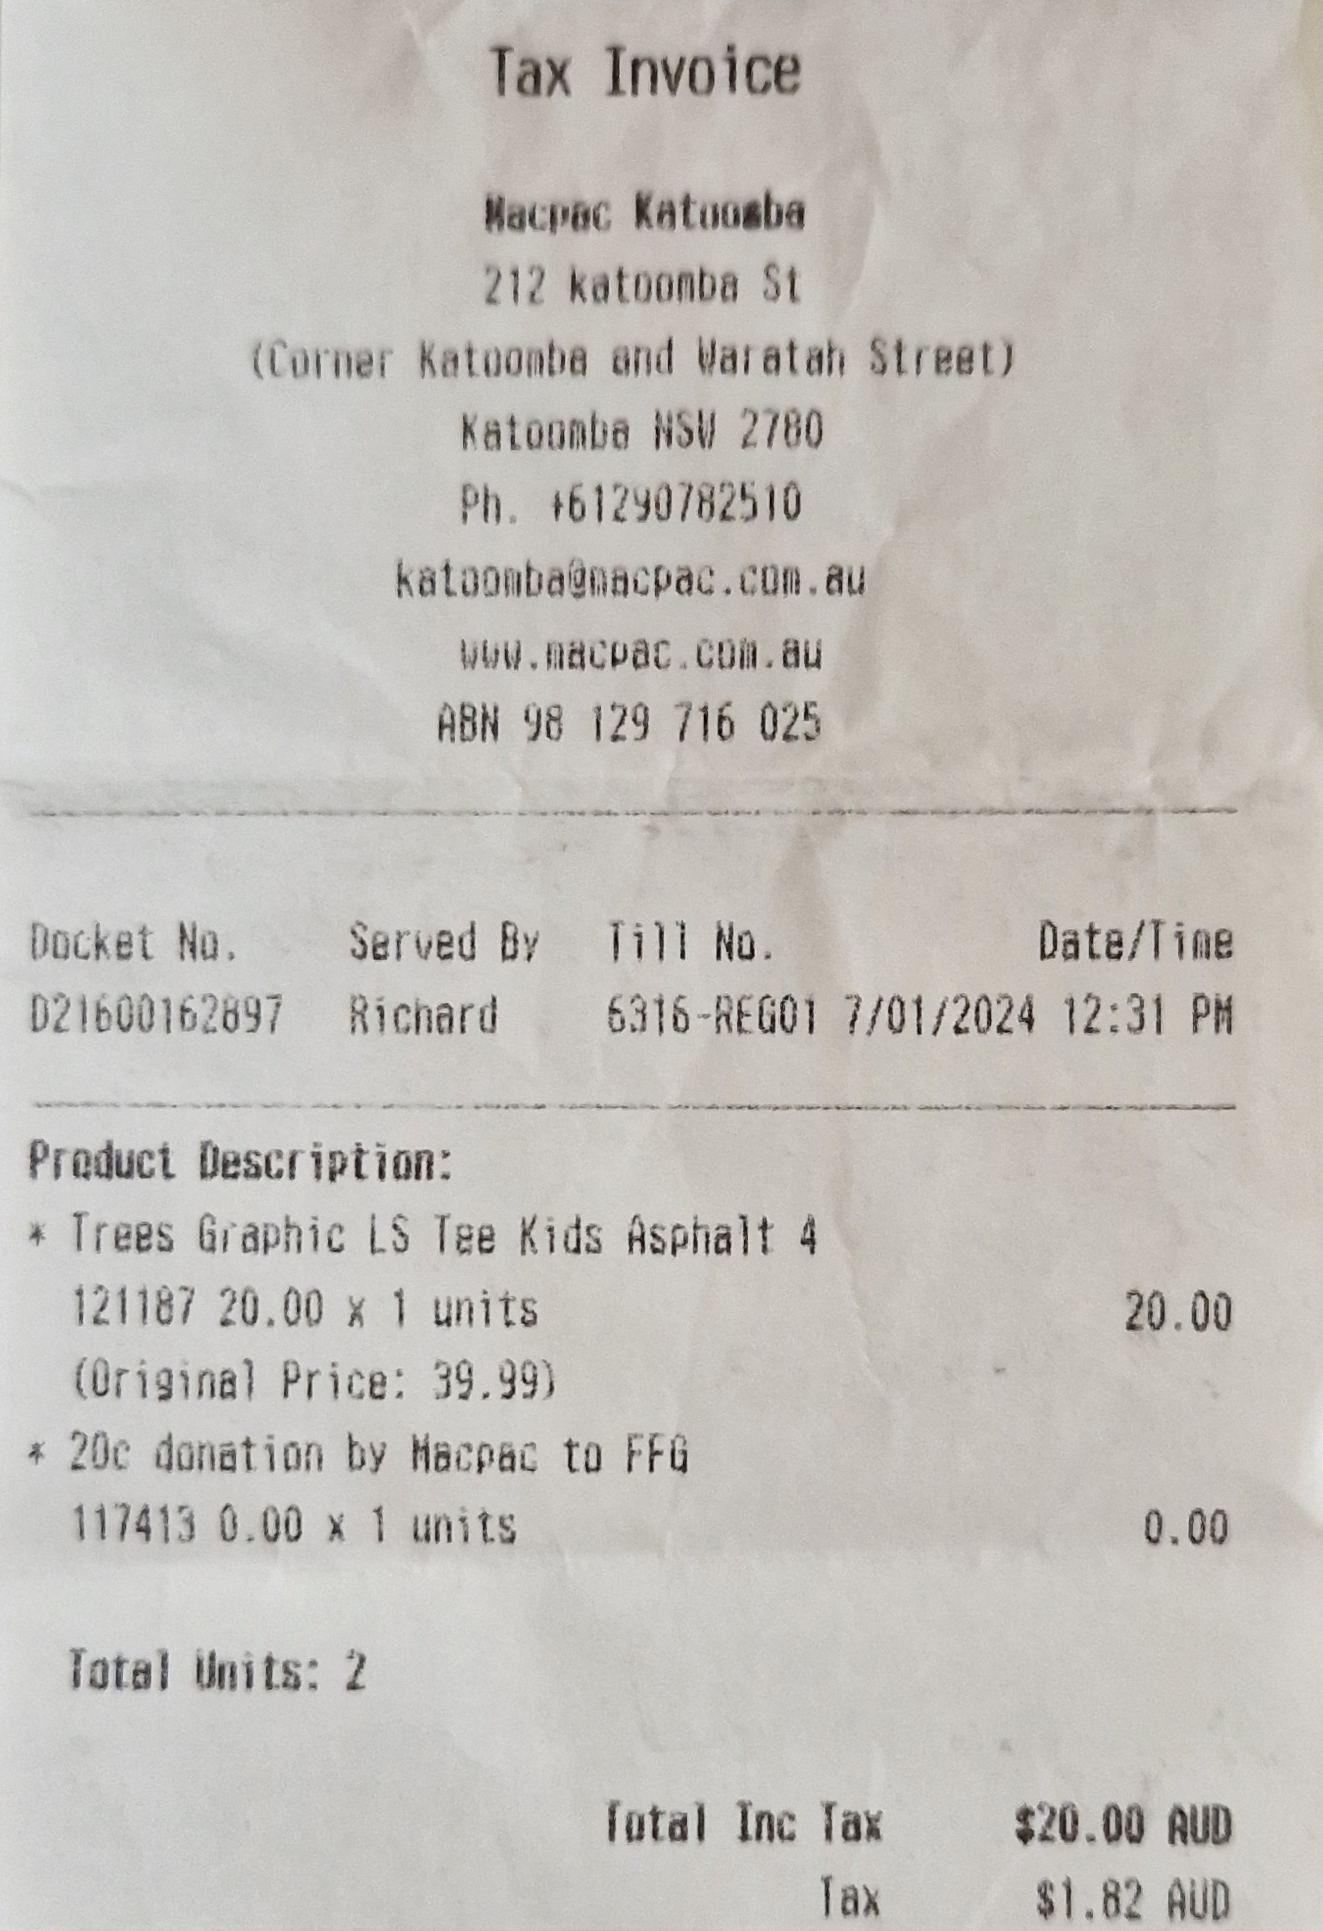 Tax Invoice
Macpac Katoomba
212 katoomba St
(Corner Katoomba and Waratah Street)
Katoomba NSW 2780
Ph. +61290782510
katoomba@macpac.com.au
www.macpac.com.au
ABN 98 129 716 025
Docket No. Served By Till No. Date/Time
D21600162897 Richard 6316-REG01 7/01/2024 12:31 PM
Product Description:
* Trees Graphic LS Tee Kids Asphalt 4
121187 20.00 x 1 units 20.00
(Original Price: 39.99)
* 20c donation by Macpac to FFG
117413 0.00 x 1 units 0.00
Total Units: 2
Total Inc Tax $20.00 AUD
Tax $1.82 AUD